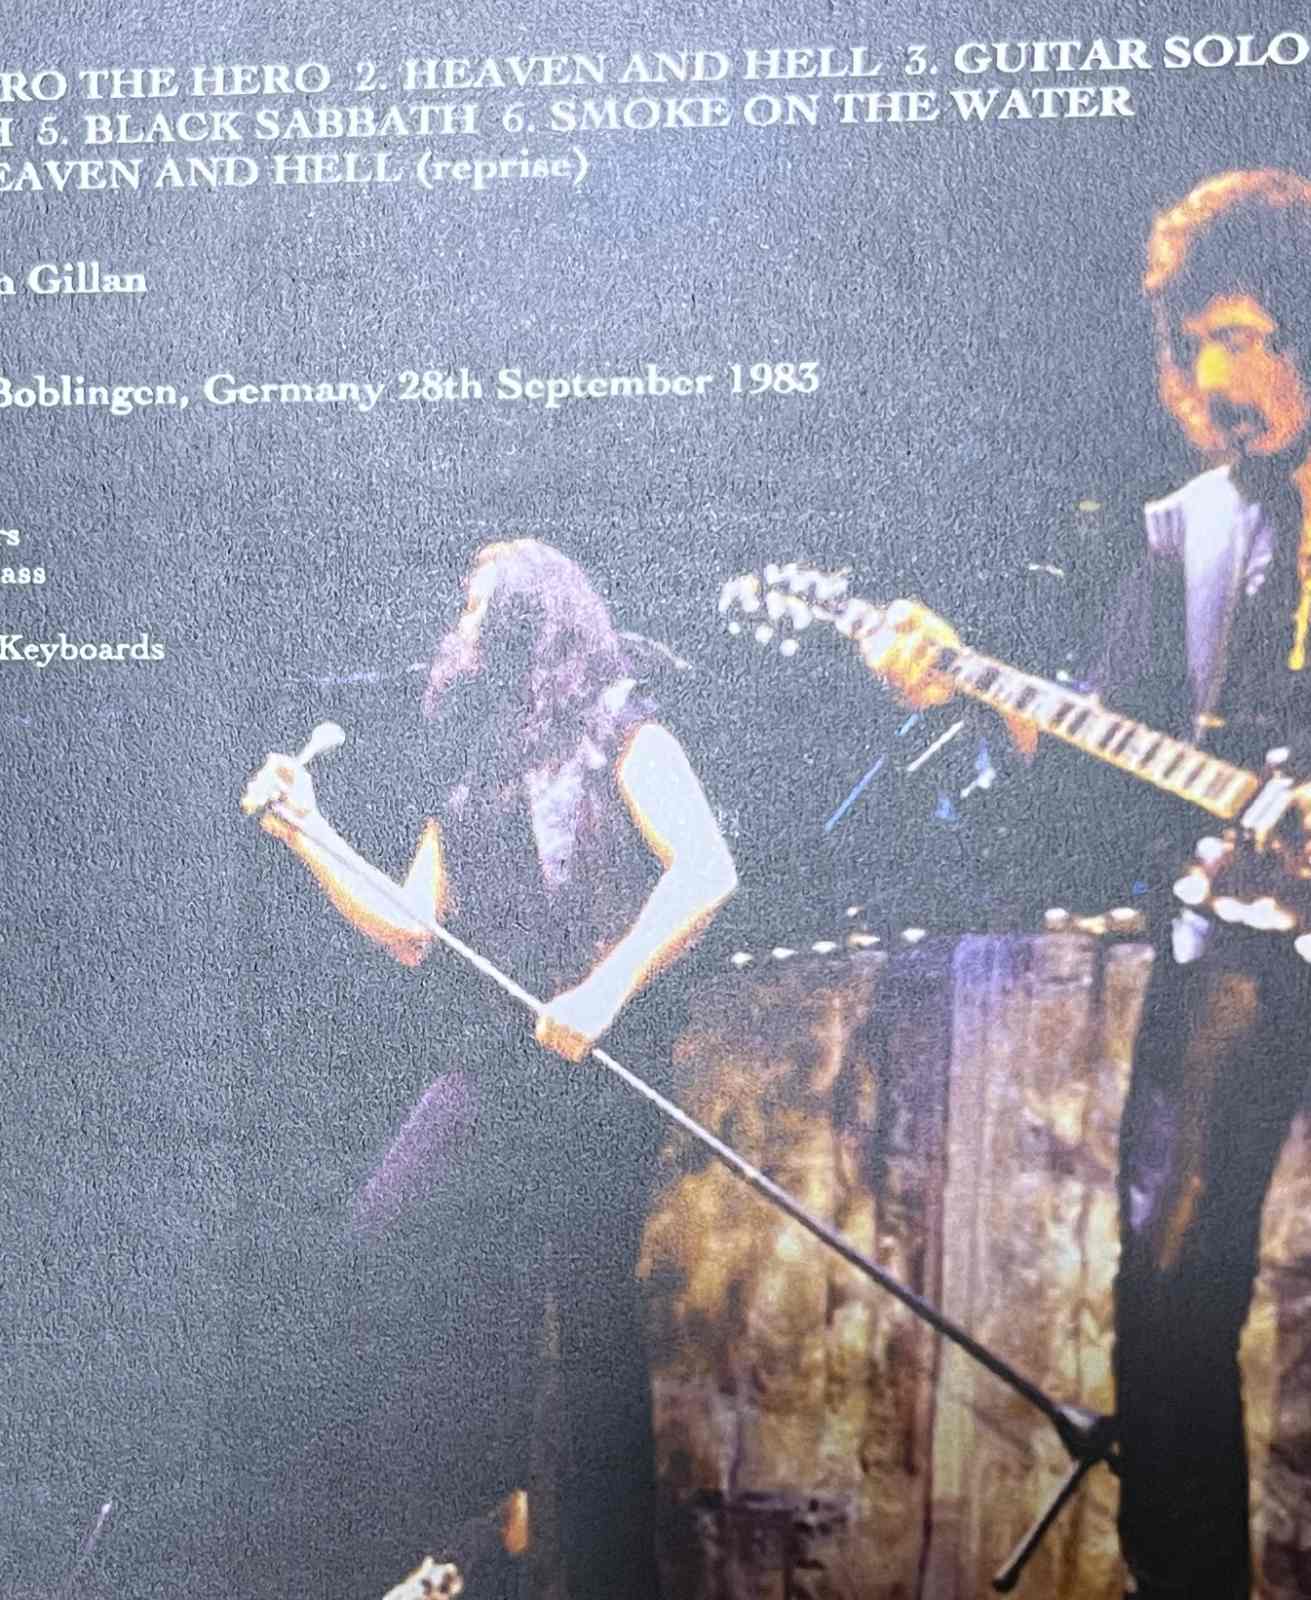 RO THE HERO 2. HEAVEN AND HELL 3. GUITAR SOLO
H 5. BLACK SABBATH 6. SMOKE ON THE WATER
EAVEN AND HELL (reprise)
n Gillan
Boblingen, Germany 28th September 1983
rs
ass
Keyboards